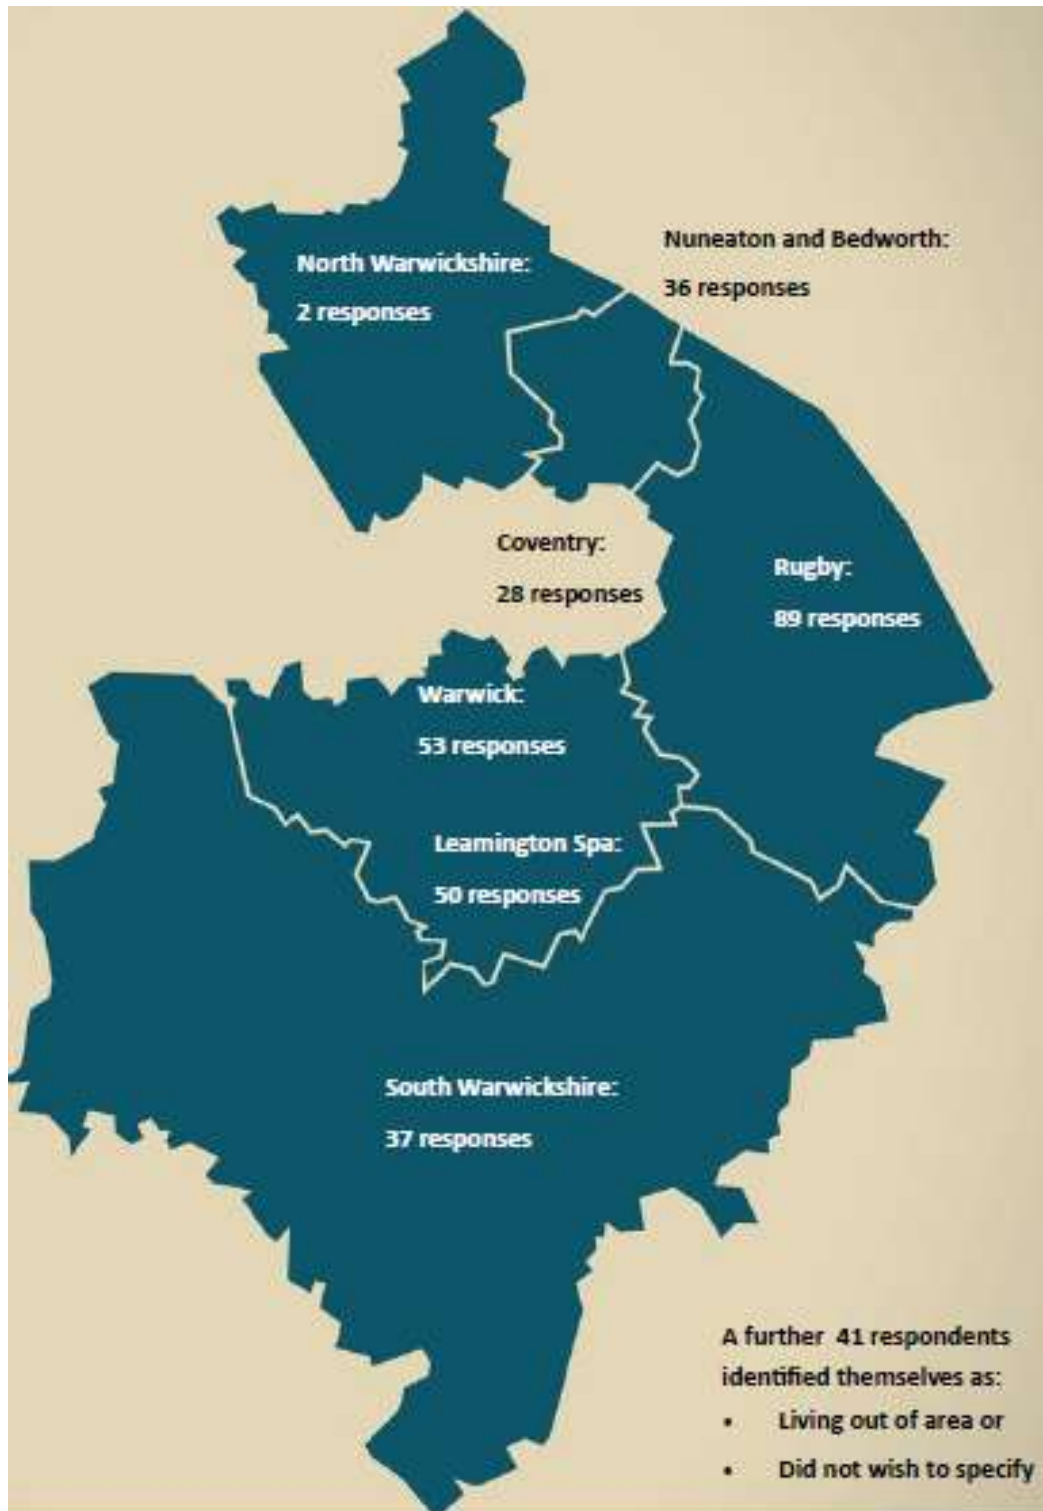 North Warwickshire:
2 responses
Nuneaton and Bedworth:
36 responses
Coventry:
28 responses
Rugby:
89 responses
Warwick:
53 responses
Leamington Spa:
50 responses
South Warwickshire:
37 responses
A further 41 respondents
identified themselves as:
• Living out of area or
• Did not wish to specify